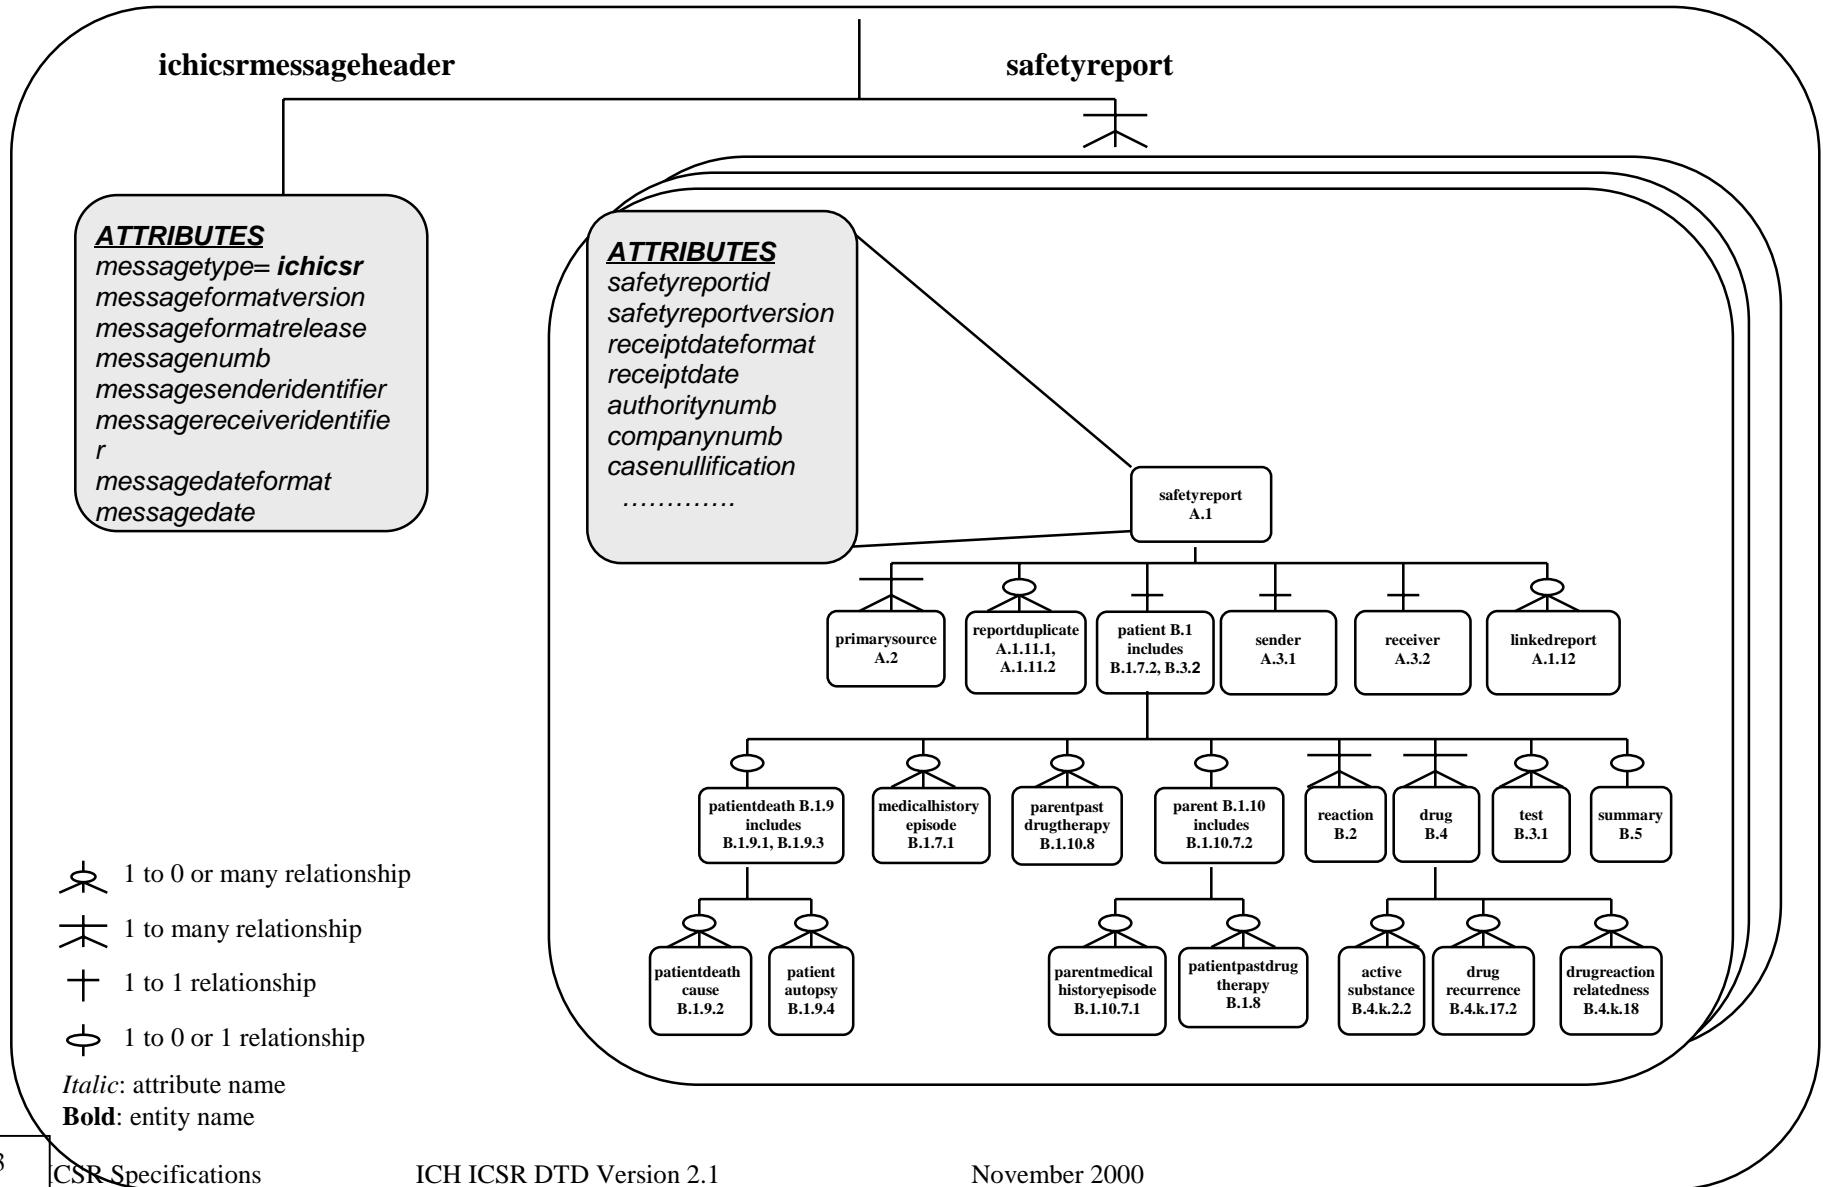 ichicsrmessageheader
safetyreport
ATTRIBUTES
messagetype= ichicsr
messageformatversion
messageformatrelease
messagenumb
messagesenderidentifier
messagereceiveridentifie
r
messagedateformat
messagedate
ATTRIBUTES
safetyreportid
safetyreportversion
receiptdateformat
receiptdate
authoritynumb
companynumb
casenullification
………….
safetyreport
A.1
primarysource
A.2
reportduplicate
A.1.11.1,
A.1.11.2
patient B.1
includes
B.1.7.2, B.3.2
sender
A.3.1
receiver
A.3.2
linkedreport
A.1.12
patientdeath B.1.9
includes
B.1.9.1, B.1.9.3
medicalhistory
episode
B.1.7.1
parentpast
drugtherapy
B.1.10.8
parent B.1.10
includes
B.1.10.7.2
reaction
B.2
drug
B.4
test
B.3.1
summary
B.5
patientdeath
cause
B.1.9.2
patient
autopsy
B.1.9.4
parentmedical
historyepisode
B.1.10.7.1
patientpastdrug
therapy
B.1.8
active
substance
B.4.k.2.2
drug
recurrence
B.4.k.17.2
drugreaction
relatedness
B.4.k.18
1 to 0 or many relationship
1 to many relationship
1 to 1 relationship
1 to 0 or 1 relationship
Italic: attribute name
Bold: entity name
3
ICSR Specifications ICH ICSR DTD Version 2.1 November 2000